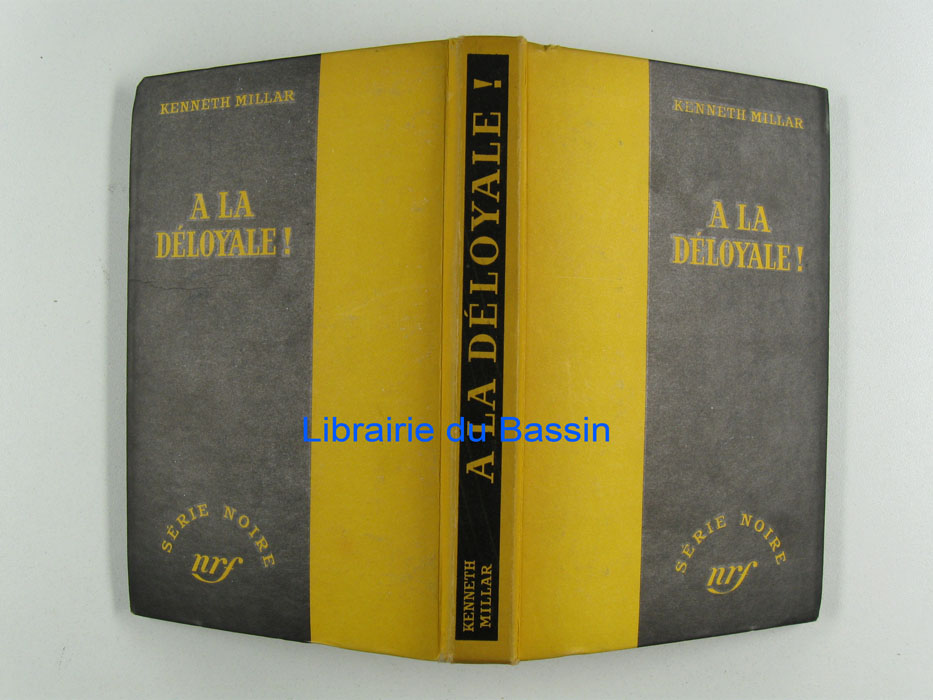 KENNETH MILLAR
A LA
DÉLOYALE !
SÉRIE NOIRE
nrf
A LA DÉLOYALE !
KENNETH
MILLAR
KENNETH MILLAR
A LA
DÉLOYALE !
SÉRIE NOIRE
nrf
Librairie du Bassin